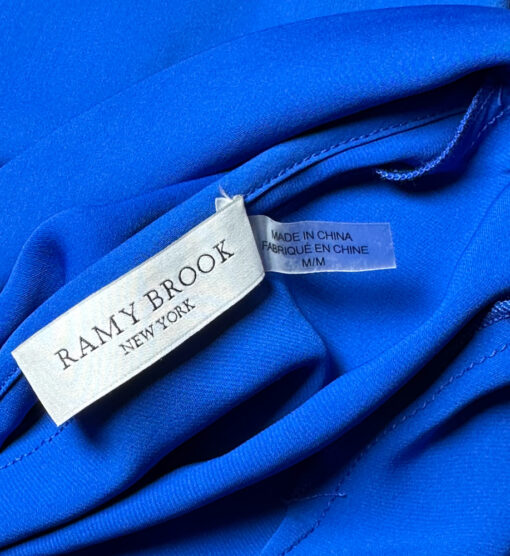 RAMY BROOK
NEW YORK
MADE IN CHINA
FABRIQUÉ EN CHINE
M/M